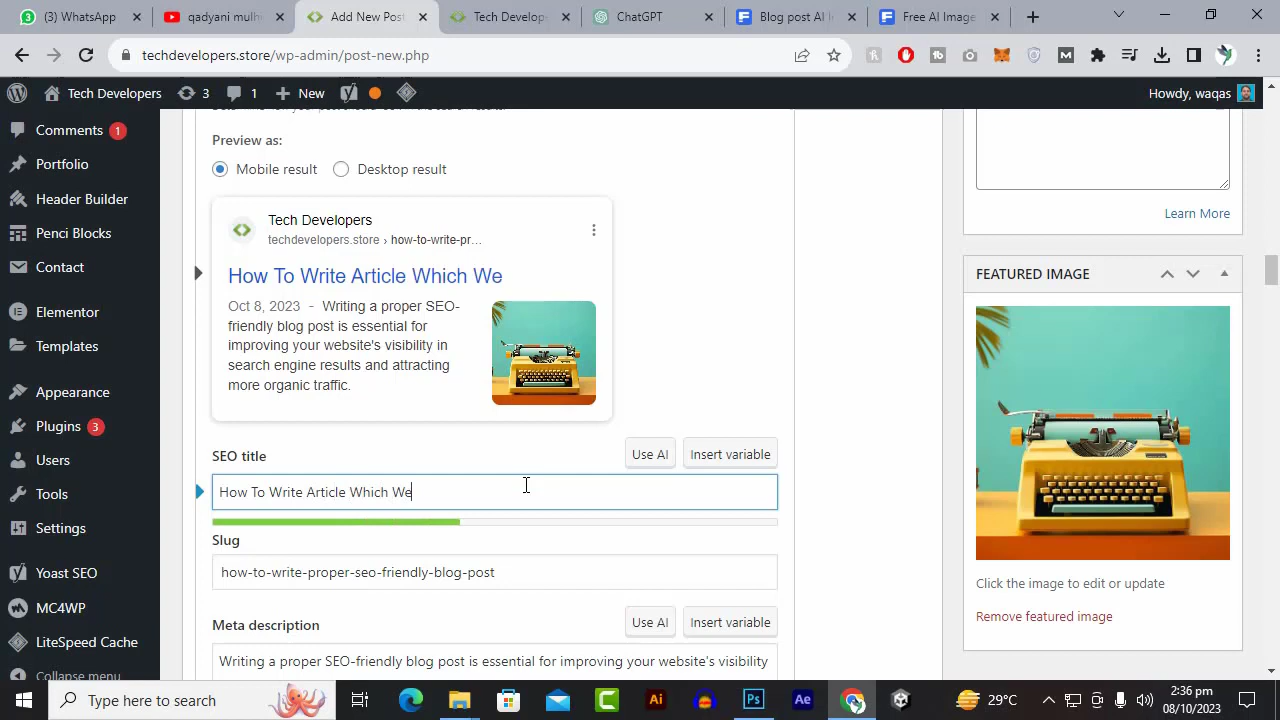 (3) WhatsApp
qadyani mulhi
Add New Post
Tech Develop
ChatGPT
Blog post AI I
Free AI Image
techdevelopers.store/wp-admin/post-new.php
Tech Developers
3
1
New
Howdy, waqas
Comments 1
Portfolio
Header Builder
Penci Blocks
Contact
Elementor
Templates
Appearance
Plugins 3
Users
Tools
Settings
Yoast SEO
MC4WP
LiteSpeed Cache
Collapse menu
Preview as:
Mobile result
Desktop result
Tech Developers
techdevelopers.store › how-to-write-pr...
How To Write Article Which We
Oct 8, 2023 - Writing a proper SEO-
friendly blog post is essential for
improving your website's visibility in
search engine results and attracting
more organic traffic.
SEO title
Use AI
Insert variable
How To Write Article Which We
Slug
how-to-write-proper-seo-friendly-blog-post
Meta description
Use AI
Insert variable
Writing a proper SEO-friendly blog post is essential for improving your website's visibility
Learn More
FEATURED IMAGE
Click the image to edit or update
Remove featured image
Type here to search
29°C
2:36 pm
08/10/2023